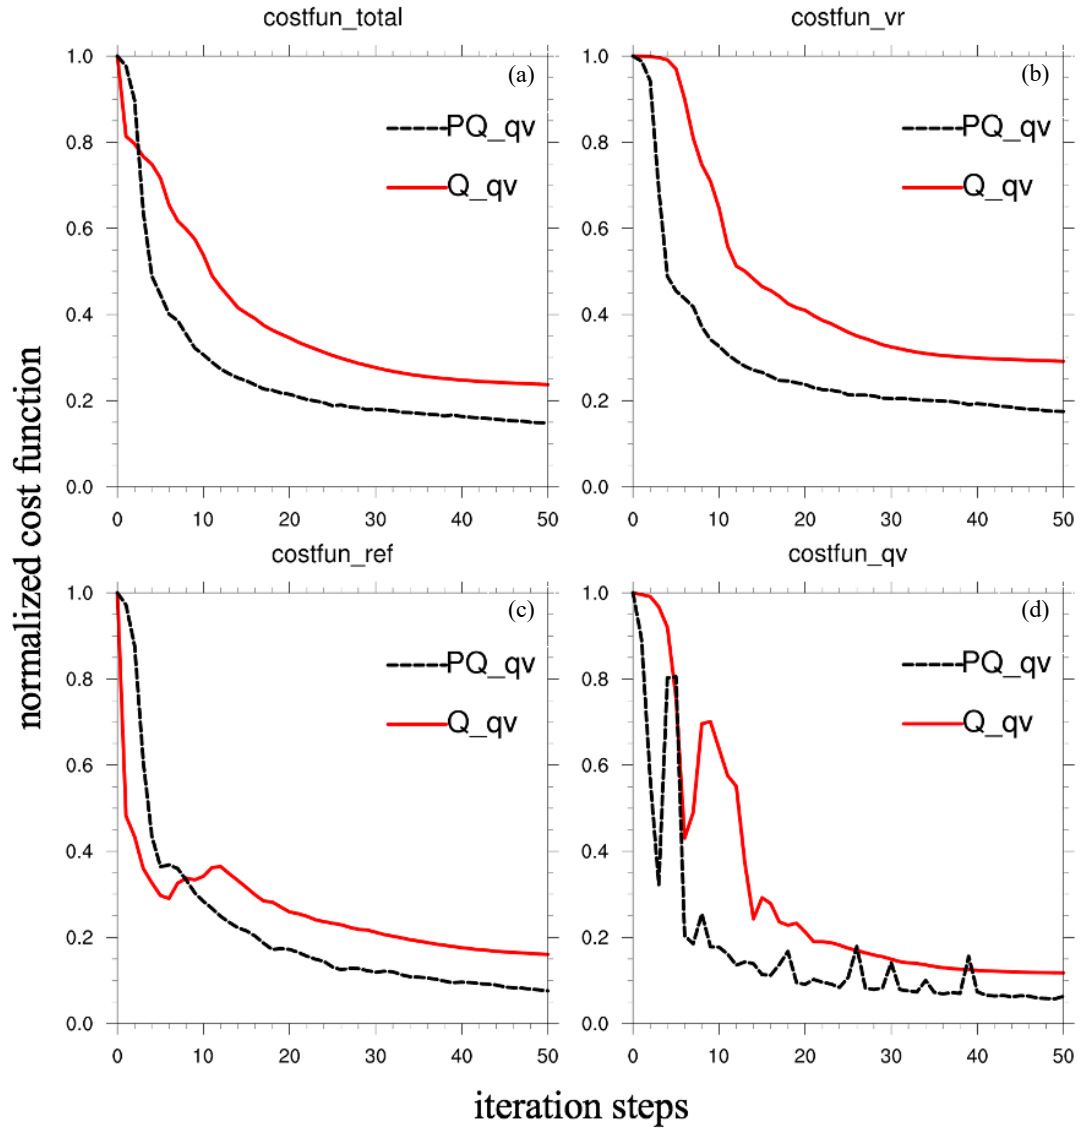 costfun_total
costfun_vr
1.0
0.8
0.6
0.4
0.2
0.0
(a)
PQ_qv
Q_qv
0
10
20
30
40
50
1.0
0.8
0.6
0.4
0.2
0.0
(b)
PQ_qv
Q_qv
0
10
20
30
40
50
normalized cost function
costfun_ref
costfun_qv
1.0
0.8
0.6
0.4
0.2
0.0
(c)
PQ_qv
Q_qv
0
10
20
30
40
50
1.0
0.8
0.6
0.4
0.2
0.0
(d)
PQ_qv
Q_qv
0
10
20
30
40
50
iteration steps